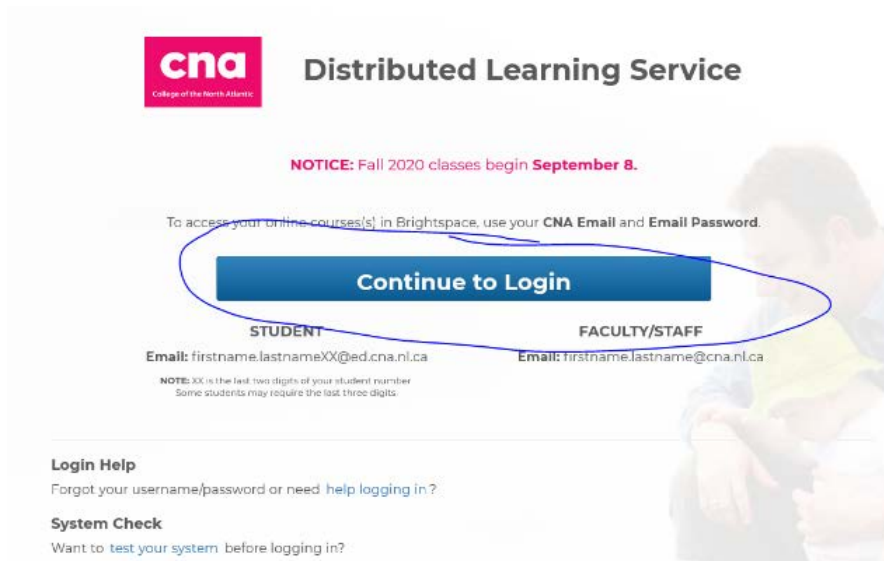 cna
College of the North Atlantic
Distributed Learning Service
NOTICE: Fall 2020 classes begin September 8.
To access your online courses(s) in Brightspace, use your CNA Email and Email Password.
Continue to Login
STUDENT
FACULTY/STAFF
Email: firstname.lastnameXX@ed.cna.nl.ca
Email: firstname.lastname@cna.nl.ca
NOTE: XX is the last two digits of your student number
Some students may require the last three digits
Login Help
Forgot your username/password or need help logging in?
System Check
Want to test your system before logging in?